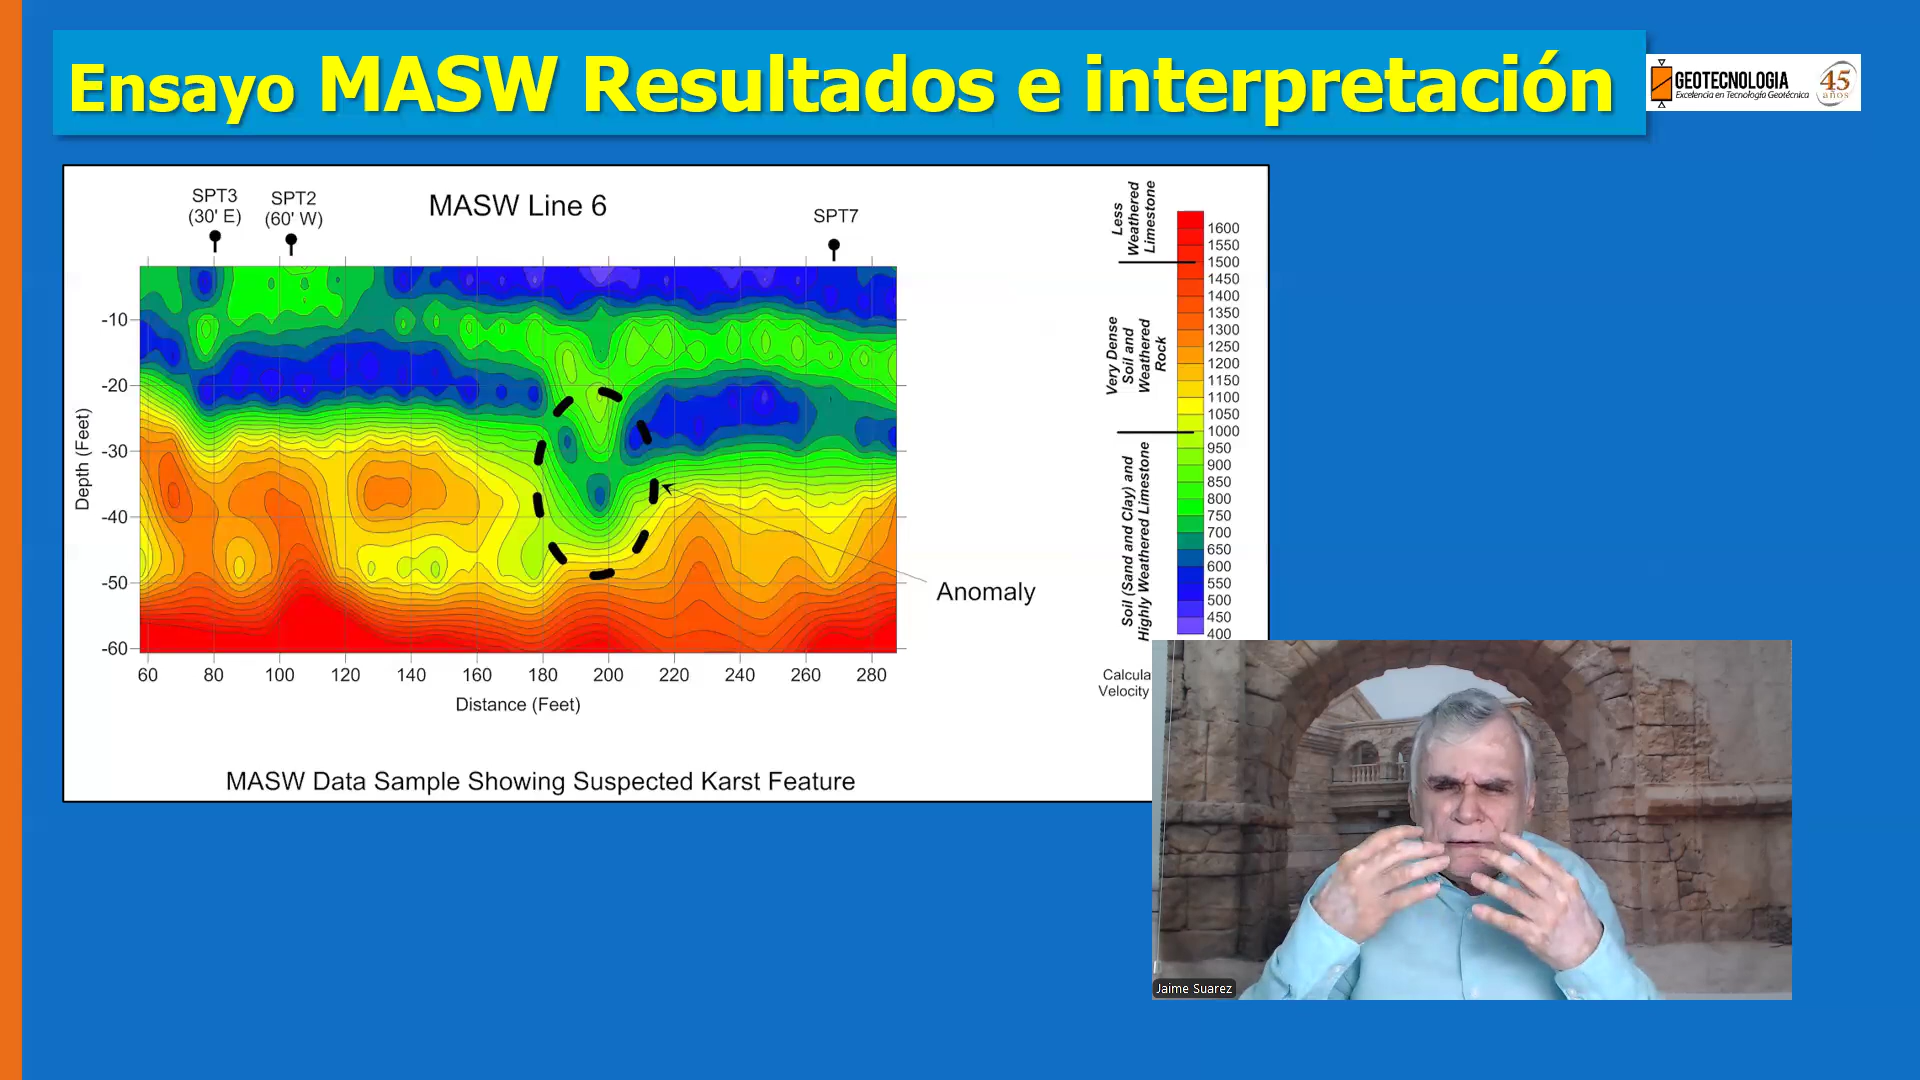 Ensayo MASW Resultados e interpretación
GEOTECNOLOGIA
Excelencia en Tecnología Geotécnica
45
años
SPT3
(30' E)
SPT2
(60' W)
MASW Line 6
SPT7
Less
Weathered
Limestone
Very Dense
Soil and
Weathered
Rock
Soil (Sand and Clay) and
Highly Weathered Limestone
1600
1550
1500
1450
1400
1350
1300
1250
1200
1150
1100
1050
1000
950
900
850
800
750
700
650
600
550
500
450
400
Calcula
Velocity
Depth (Feet)
-10
-20
-30
-40
-50
-60
60 80 100 120 140 160 180 200 220 240 260 280
Distance (Feet)
Anomaly
MASW Data Sample Showing Suspected Karst Feature
Jaime Suarez